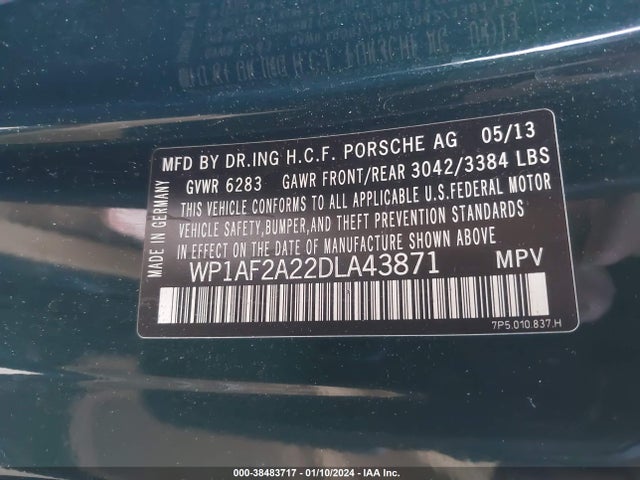 MFD BY DR.ING H.C.F. PORSCHE AG 05/13
GVWR 6283 GAWR FRONT/REAR 3042/3384 LBS
THIS VEHICLE CONFORMS TO ALL APPLICABLE U.S.FEDERAL MOTOR
VEHICLE SAFETY,BUMPER,AND THEFT PREVENTION STANDARDS
IN EFFECT ON THE DATE OF MANUFACTURE SHOWN ABOVE
WP1AF2A22DLA43871 MPV
7P5.010.837.H
MADE IN GERMANY
000-38483717 - 01/10/2024 - IAA Inc.